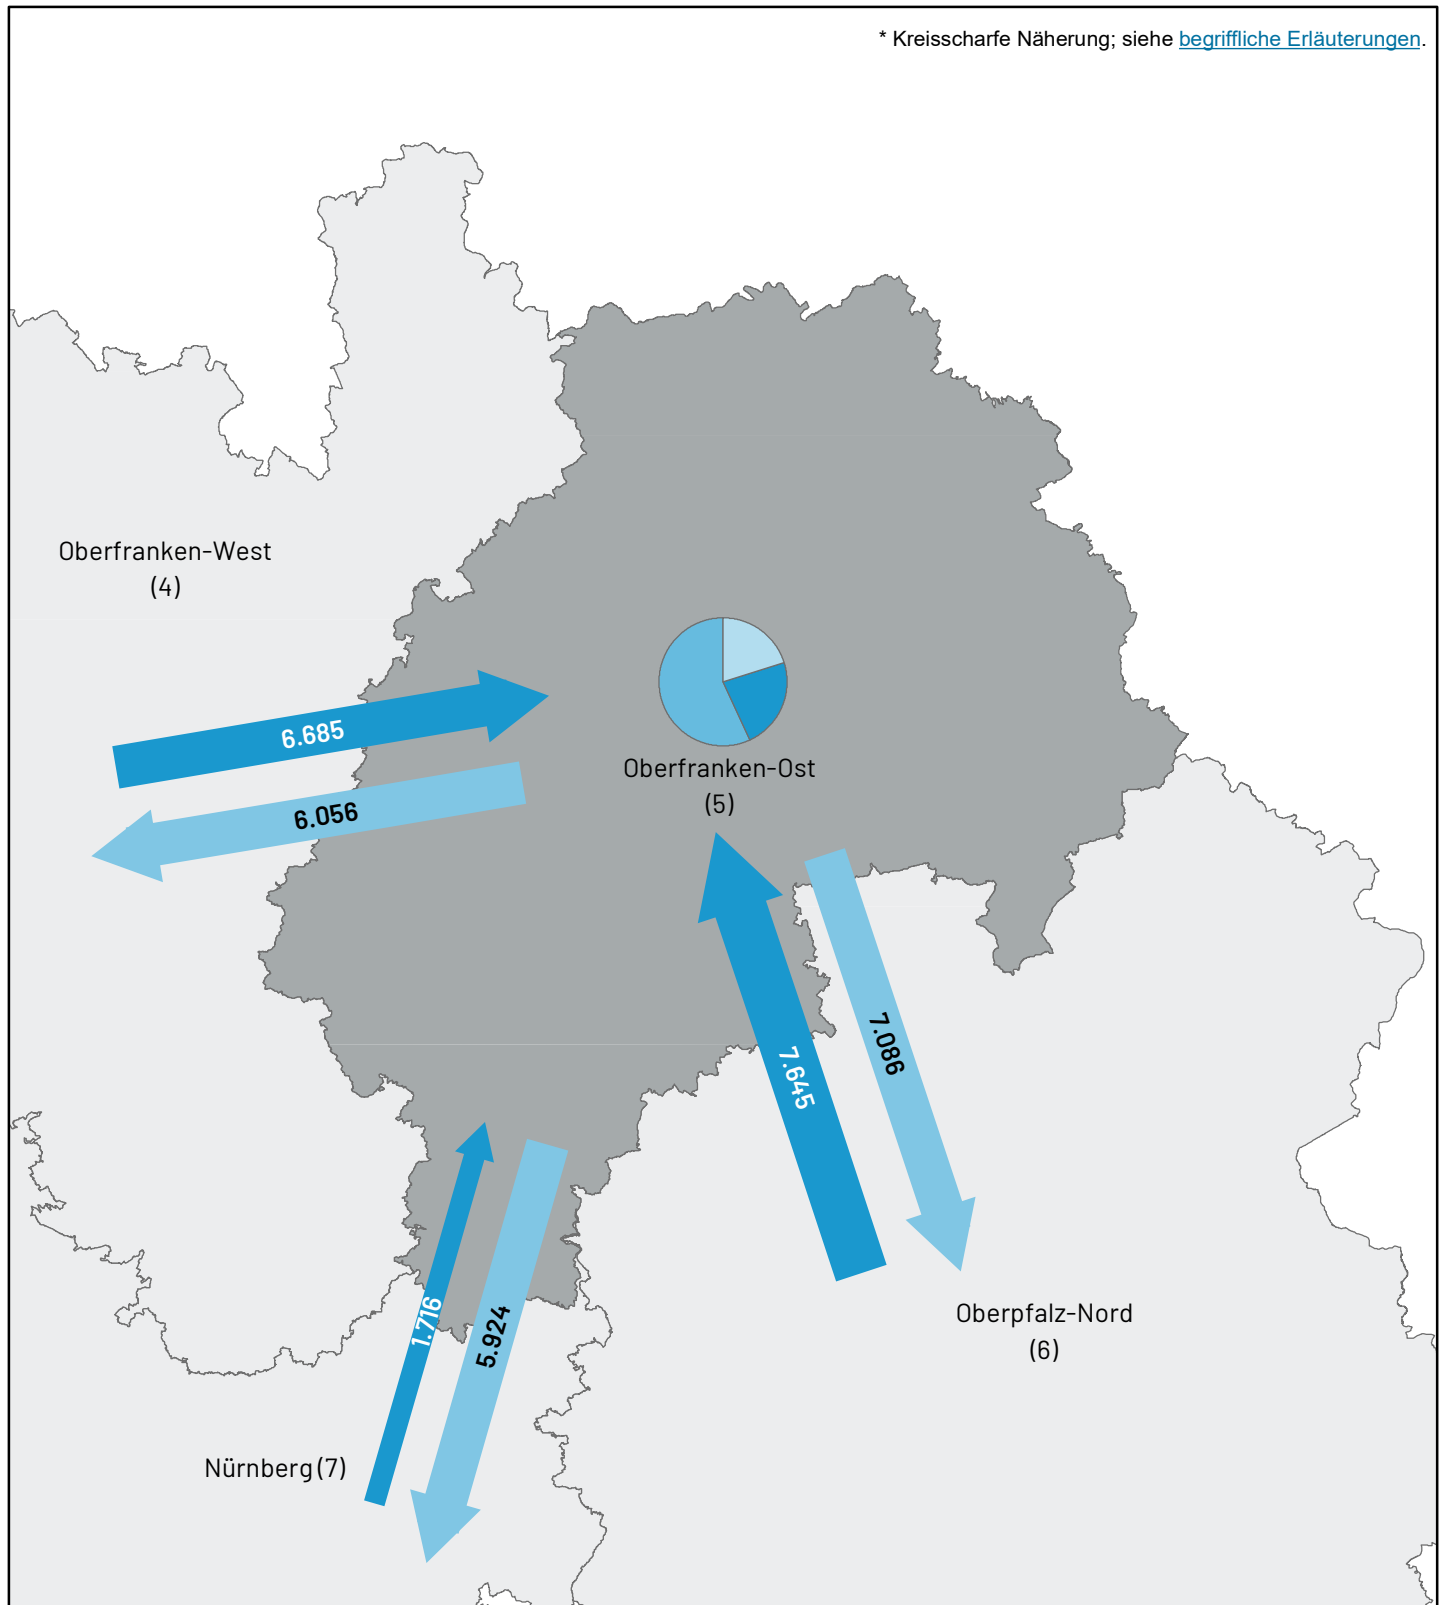 * Kreisscharfe Näherung; siehe begriffliche Erläuterungen.
Oberfranken-West
(4)
6.685
6.056
Oberfranken-Ost
(5)
7.086
7.645
1.716
5.924
Oberpfalz-Nord
(6)
Nürnberg (7)